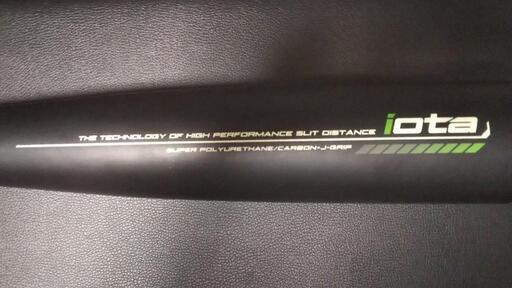 THE TECHNOLOGY OF HIGH PERFORMANCE SLIT DISTANCE iota
SUPER POLYURETHANE/CARBON-J-GRIP